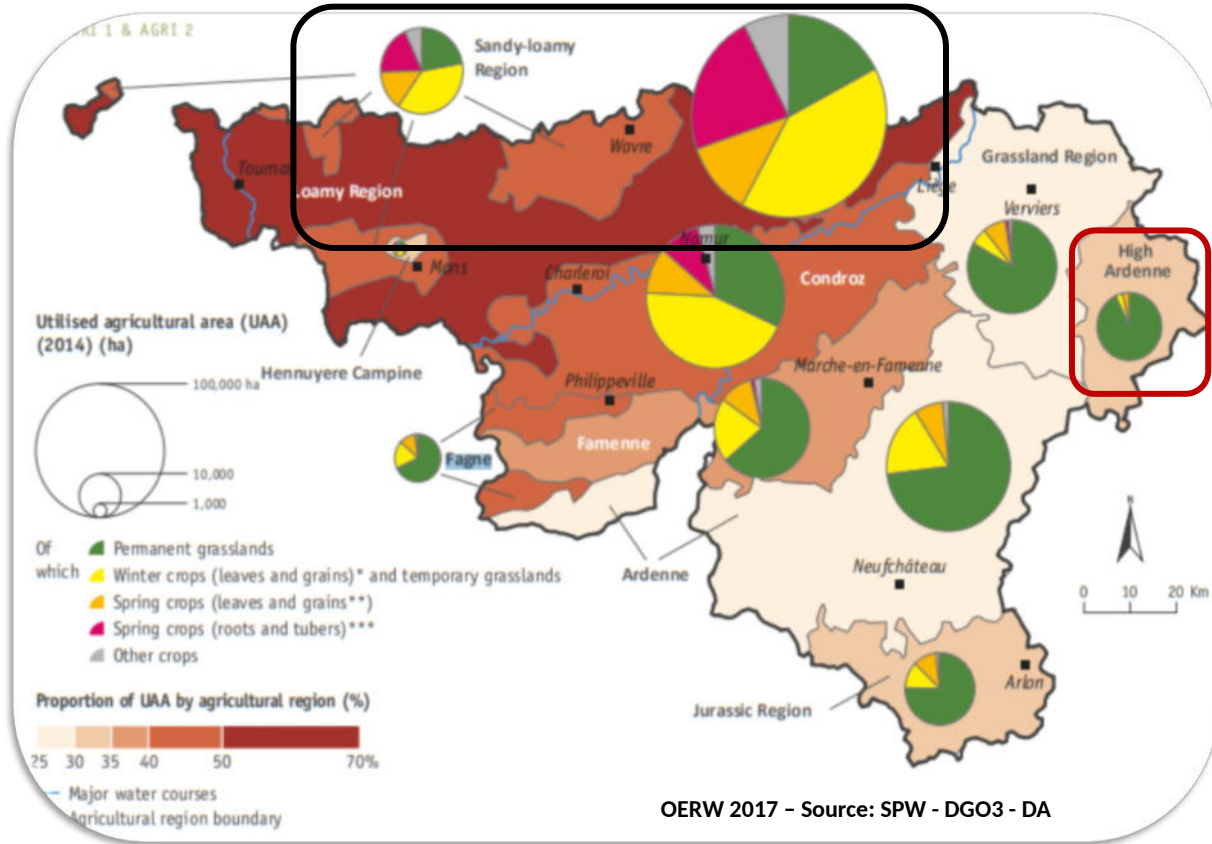 1 & AGRI 2
Sandy-loamy
Region
Wavre
Tournai
Loamy Region
Grassland Region
Liège
Verviers
High
Ardenne
Namur
Mons
Charleroi
Condroz
Utilised agricultural area (UAA)
(2014) (ha)
100,000 ha
Hennuyere Campine
Philippeville
Marche-en-Famenne
Famenne
Fagne
10,000
1,000
Of
which
Permanent grasslands
Winter crops (leaves and grains)* and temporary grasslands
Spring crops (leaves and grains**)
Spring crops (roots and tubers)***
Other crops
Ardenne
Neufchâteau
N
0 10 20 Km
Arlon
Jurassic Region
Proportion of UAA by agricultural region (%)
25 30 35 40 50 70%
Major water courses
Agricultural region boundary
OERW 2017 – Source: SPW - DGO3 - DA